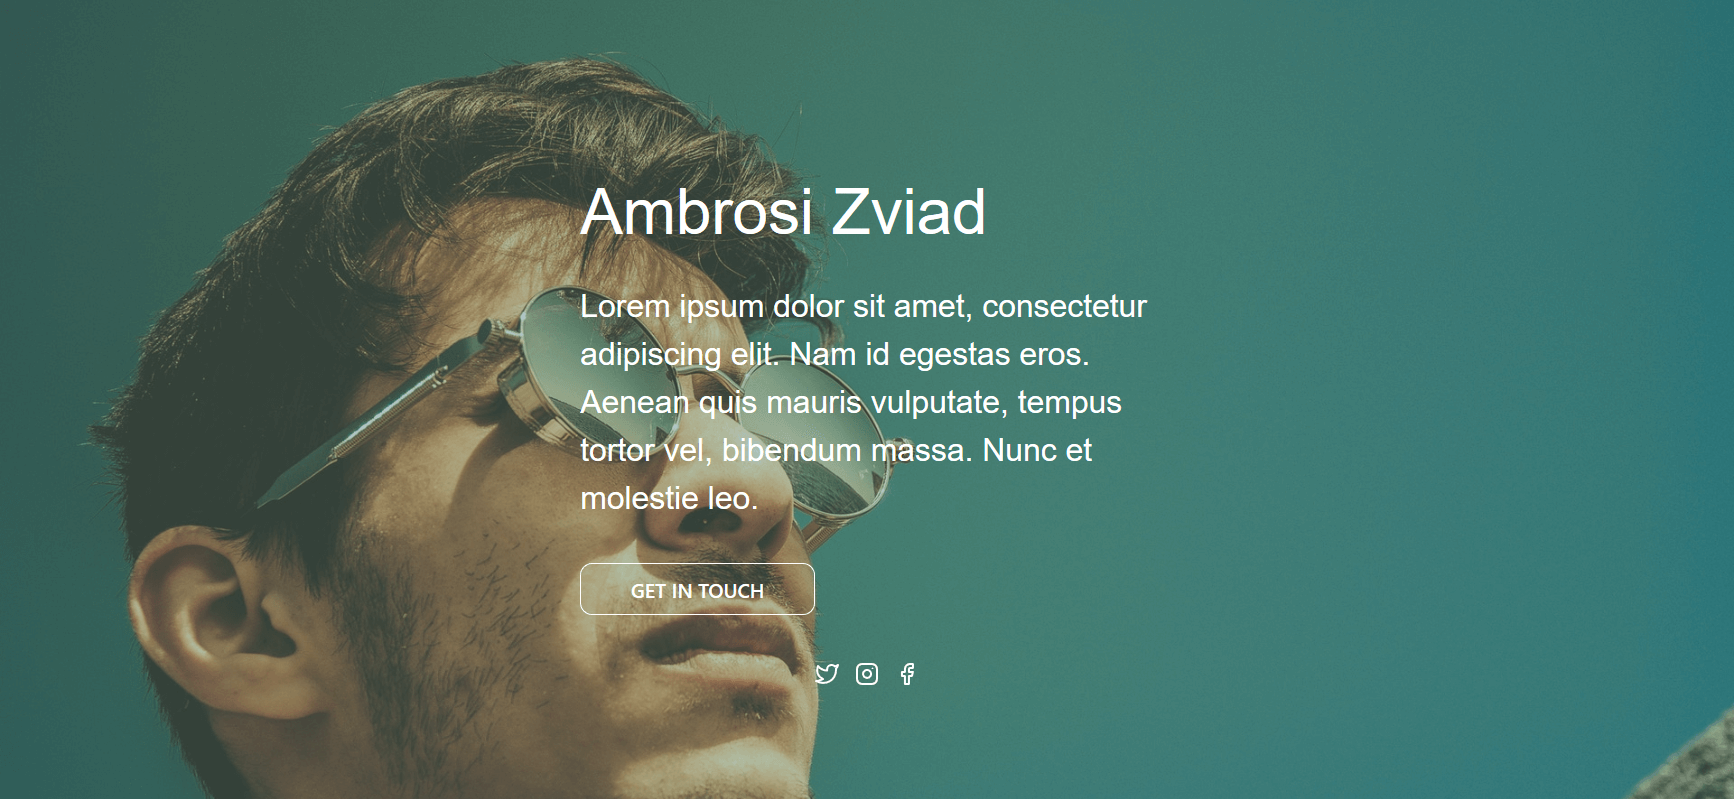 Ambrosi Zviad
Lorem ipsum dolor sit amet, consectetur
adipiscing elit. Nam id egestas eros.
Aenean quis mauris vulputate, tempus
tortor vel, bibendum massa. Nunc et
molestie leo.
GET IN TOUCH